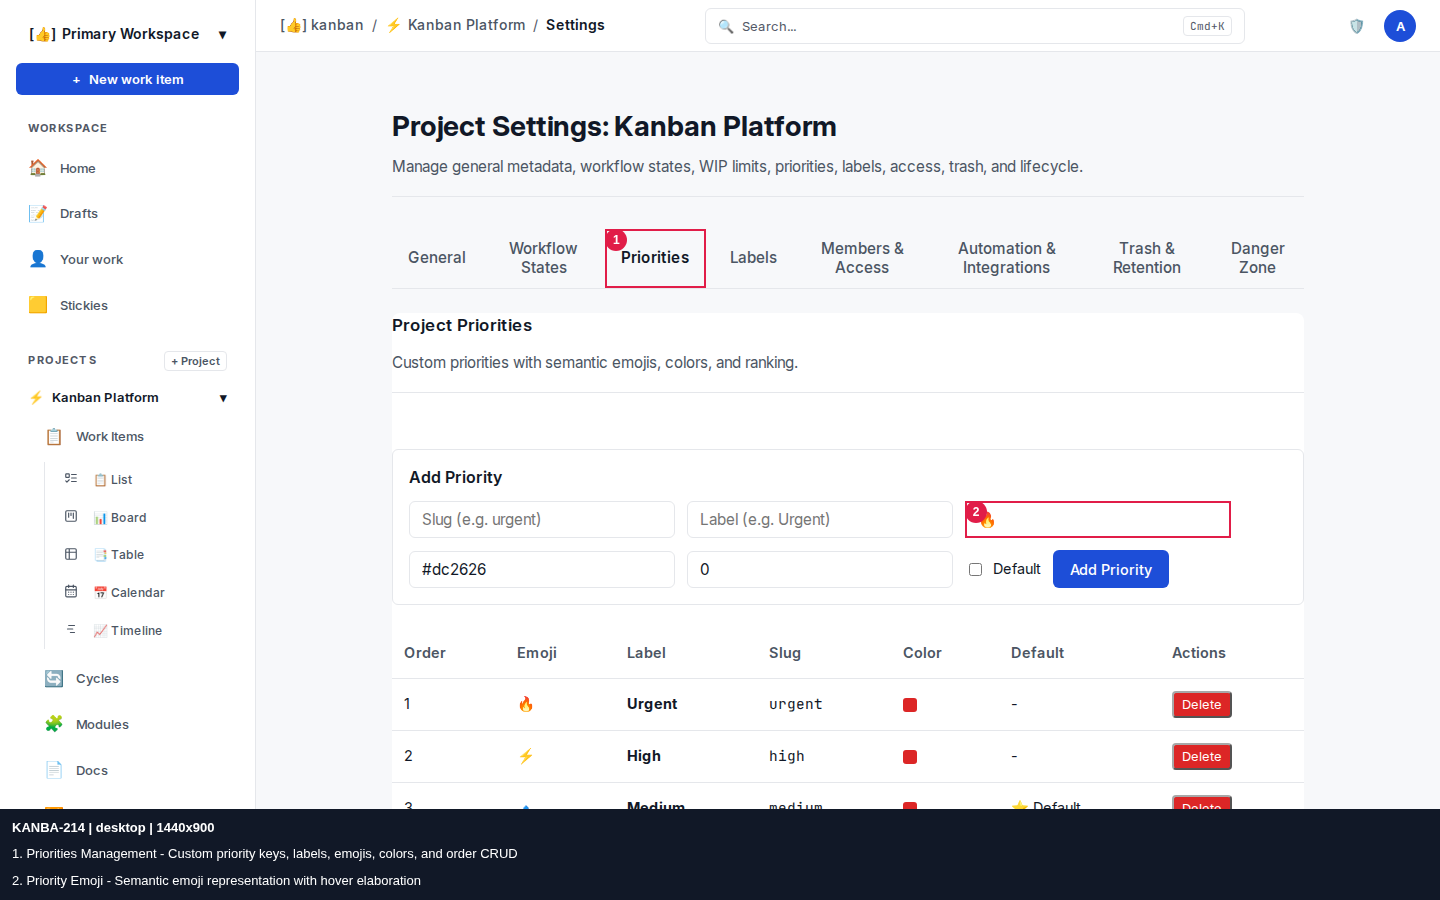 [👍] Primary Workspace ▼
+ New work item
WORKSPACE
🏠 Home
📝 Drafts
👤 Your work
🟨 Stickies
PROJECTS
+ Project
⚡ Kanban Platform ▼
📋 Work Items
📋 List
📊 Board
📑 Table
📅 Calendar
📈 Timeline
🔄 Cycles
🧩 Modules
📄 Docs
[👍] kanban / ⚡ Kanban Platform / Settings
🔍 Search...
Cmd+K
🛡️
A
Project Settings: Kanban Platform
Manage general metadata, workflow states, WIP limits, priorities, labels, access, trash, and lifecycle.
General
Workflow
States
1
Priorities
Labels
Members &
Access
Automation &
Integrations
Trash &
Retention
Danger
Zone
Project Priorities
Custom priorities with semantic emojis, colors, and ranking.
Add Priority
Slug (e.g. urgent)
Label (e.g. Urgent)
2
🔥
#dc2626
0
Default
Add Priority
Order Emoji Label Slug Color Default Actions
1 🔥 Urgent urgent - Delete
2 ⚡ High high - Delete
3 Medium medium ⭐ Default Delete
KANBA-214 | desktop | 1440x900
1. Priorities Management - Custom priority keys, labels, emojis, colors, and order CRUD
2. Priority Emoji - Semantic emoji representation with hover elaboration